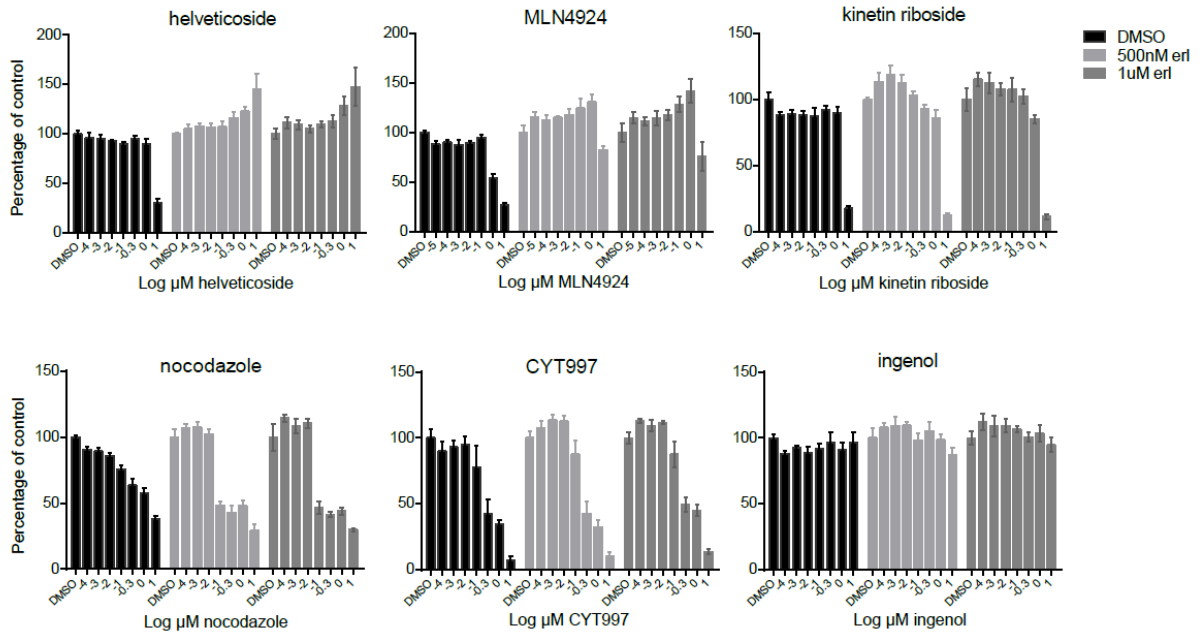 helveticoside
MLN4924
kinetin riboside
DMSO
500nM erl
1uM erl
Percentage of control
200
150
100
50
0
DMSO -4 -3 -2 -1 -0.3 0 1 DMSO -4 -3 -2 -1 -0.3 0 1 DMSO -4 -3 -2 -1 -0.3 0 1
Log µM helveticoside
200
150
100
50
0
DMSO -5 -4 -3 -2 -1 0 1 DMSO -5 -4 -3 -2 -1 0 1 DMSO -5 -4 -3 -2 -1 0 1
Log µM MLN4924
150
100
50
0
DMSO -4 -3 -2 -1 -0.3 0 1 DMSO -4 -3 -2 -1 -0.3 0 1 DMSO -4 -3 -2 -1 -0.3 0 1
Log µM kinetin riboside
nocodazole
CYT997
ingenol
Percentage of control
150
100
50
0
DMSO -4 -3 -2 -1 -0.3 0 1 DMSO -4 -3 -2 -1 -0.3 0 1 DMSO -4 -3 -2 -1 -0.3 0 1
Log µM nocodazole
150
100
50
0
DMSO -4 -3 -2 -1 -0.3 0 1 DMSO -4 -3 -2 -1 -0.3 0 1 DMSO -4 -3 -2 -1 -0.3 0 1
Log µM CYT997
150
100
50
0
DMSO -4 -3 -2 -1 -0.3 0 1 DMSO -4 -3 -2 -1 -0.3 0 1 DMSO -4 -3 -2 -1 -0.3 0 1
Log µM ingenol